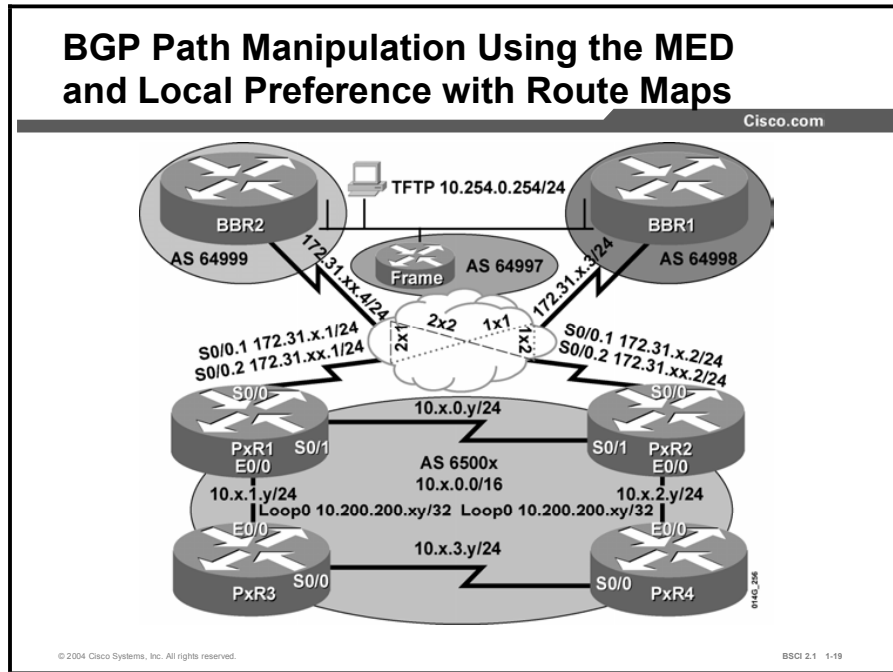 BGP Path Manipulation Using the MED
and Local Preference with Route Maps
Cisco.com
TFTP 10.254.0.254/24
BBR2
BBR1
AS 64999
Frame
AS 64997
AS 64998
172.31.xx.4/24
172.31.x.3/24
2x2
1x1
2x1
1x2
S0/0.1 172.31.x.1/24
S0/0.2 172.31.xx.1/24
S0/0.1 172.31.x.2/24
S0/0.2 172.31.xx.2/24
S0/0
S0/0
10.x.0.y/24
PxR1
S0/1
S0/1
PxR2
E0/0
E0/0
AS 6500x
10.x.0.0/16
10.x.1.y/24
10.x.2.y/24
Loop0 10.200.200.xy/32
Loop0 10.200.200.xy/32
E0/0
E0/0
10.x.3.y/24
PxR3
S0/0
S0/0
PxR4
014G_256
© 2004 Cisco Systems, Inc. All rights reserved.
BSCI 2.1 1-19